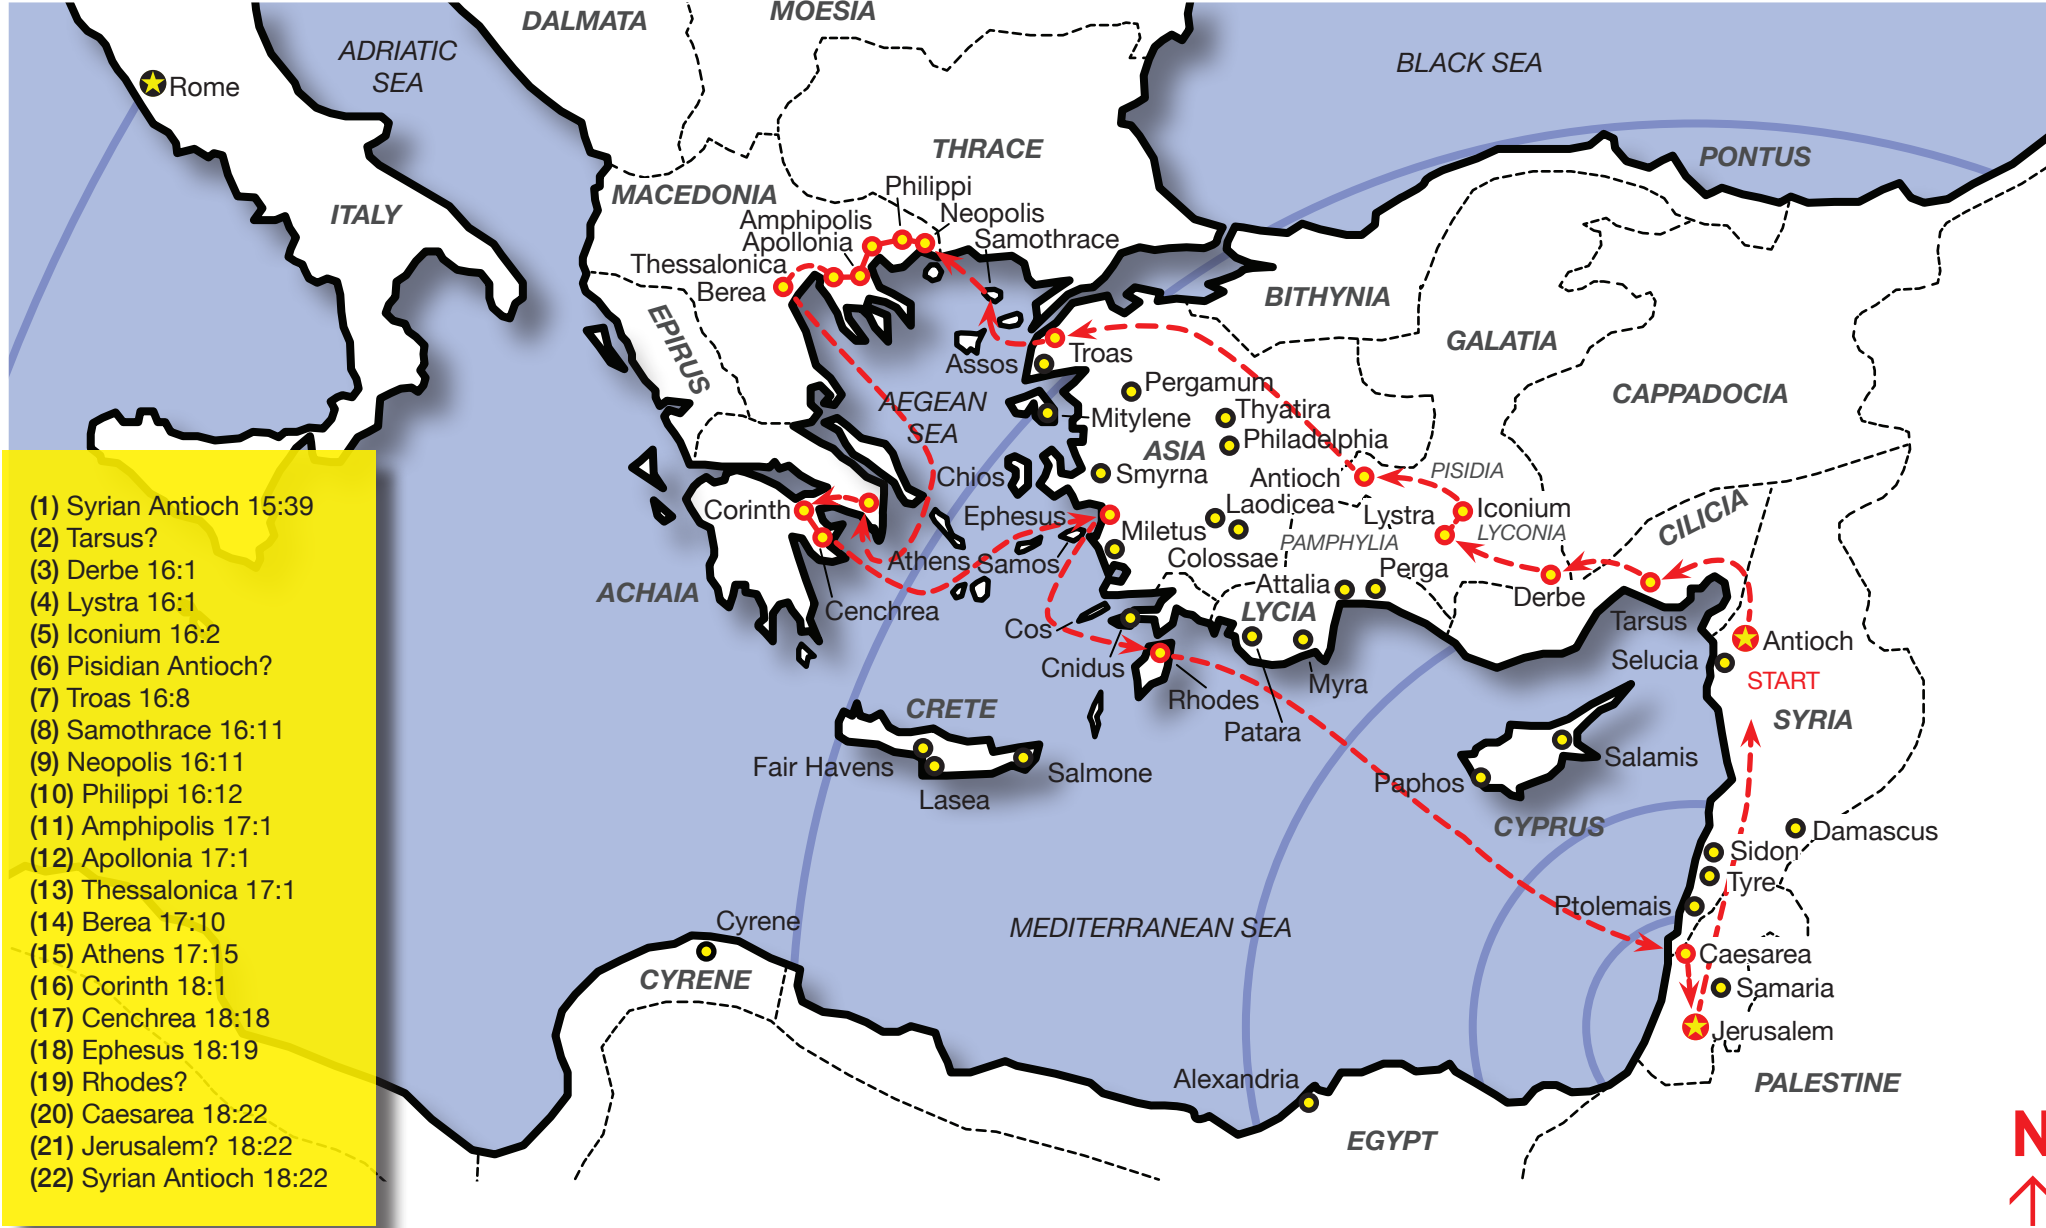 DALMATA
MOESIA
ADRIATIC
SEA
BLACK SEA
Rome
THRACE
PONTUS
MACEDONIA
Philippi
ITALY
Neopolis
Amphipolis
Samothrace
Apollonia
Thessalonica
Berea
BITHYNIA
EPIRUS
GALATIA
Troas
Assos
Pergamum
CAPPADOCIA
AEGEAN
SEA
Mitylene
Thyatira
Philadelphia
ASIA
Smyrna
Antioch
PISIDIA
Chios
Laodicea
Iconium
Corinth
Ephesus
Lystra
LYCONIA
CILICIA
Miletus
Colossae
PAMPHYLIA
Athens
Samos
Perga
Attalia
Derbe
ACHAIA
Cenchrea
LYCIA
Tarsus
Cos
Antioch
Cnidus
Selucia
START
Myra
Rhodes
CRETE
Patara
SYRIA
Fair Havens
Salmone
Salamis
Lasea
Paphos
CYPRUS
Damascus
Sidon
Tyre
Ptolemais
Cyrene
MEDITERRANEAN SEA
Caesarea
CYRENE
Samaria
Jerusalem
Alexandria
PALESTINE
EGYPT
N
(1) Syrian Antioch 15:39
(2) Tarsus?
(3) Derbe 16:1
(4) Lystra 16:1
(5) Iconium 16:2
(6) Pisidian Antioch?
(7) Troas 16:8
(8) Samothrace 16:11
(9) Neopolis 16:11
(10) Philippi 16:12
(11) Amphipolis 17:1
(12) Apollonia 17:1
(13) Thessalonica 17:1
(14) Berea 17:10
(15) Athens 17:15
(16) Corinth 18:1
(17) Cenchrea 18:18
(18) Ephesus 18:19
(19) Rhodes?
(20) Caesarea 18:22
(21) Jerusalem? 18:22
(22) Syrian Antioch 18:22